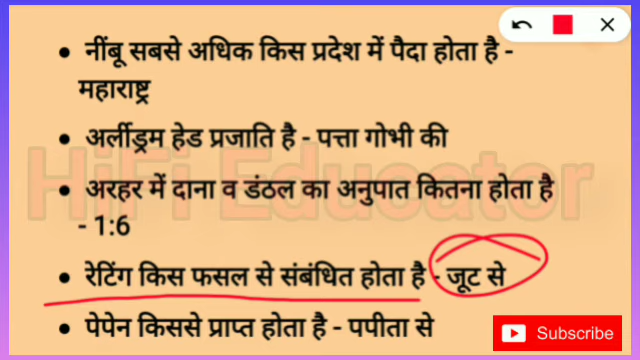 • नींबू सबसे अधिक किस प्रदेश में पैदा होता है -
महाराष्ट्र
• अर्लीड्रम हेड प्रजाति है - पत्ता गोभी की
HiFi Educator
• अरहर में दाना व डंठल का अनुपात कितना होता है
- 1:6
• रेटिंग किस फसल से संबंधित होता है - जूट से
• पेपेन किससे प्राप्त होता है - पपीता से
Subscribe